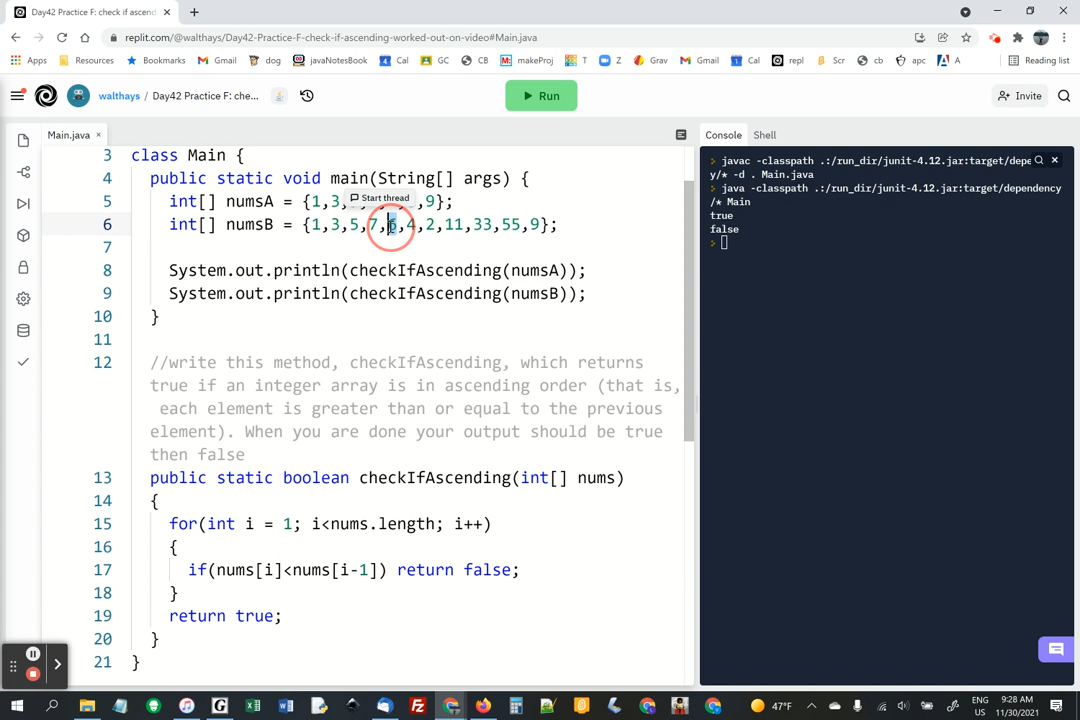 Day42 Practice F: check if ascend
replit.com/@walthays/Day42-Practice-F-check-if-ascending-worked-out-on-video#Main.java
Apps Resources Bookmarks Gmail dog javaNotebook Cal GC CB makeProj T Z Grav Gmail Cal repl Scr cb apc A Reading list
walthays / Day42 Practice F: che... Run Invite
Main.java Console Shell
3 class Main {
4 public static void main(String[] args) {
Start thread
5 int[] numsA = {1,3, ,9};
6 int[] numsB = {1,3,5,7,6,4,2,11,33,55,9};
7
8 System.out.println(checkIfAscending(numsA));
9 System.out.println(checkIfAscending(numsB));
10 }
11
12 //write this method, checkIfAscending, which returns
true if an integer array is in ascending order (that is,
each element is greater than or equal to the previous
element). When you are done your output should be true
then false
13 public static boolean checkIfAscending(int[] nums)
14 {
15 for(int i = 1; i<nums.length; i++)
16 {
17 if(nums[i]<nums[i-1]) return false;
18 }
19 return true;
20 }
21 }
> javac -classpath .:/run_dir/junit-4.12.jar:target/depe
y/* -d . Main.java
> java -classpath .:/run_dir/junit-4.12.jar:target/dependency
/* Main
true
false
>
47°F ENG 9:28 AM
US 11/30/2021